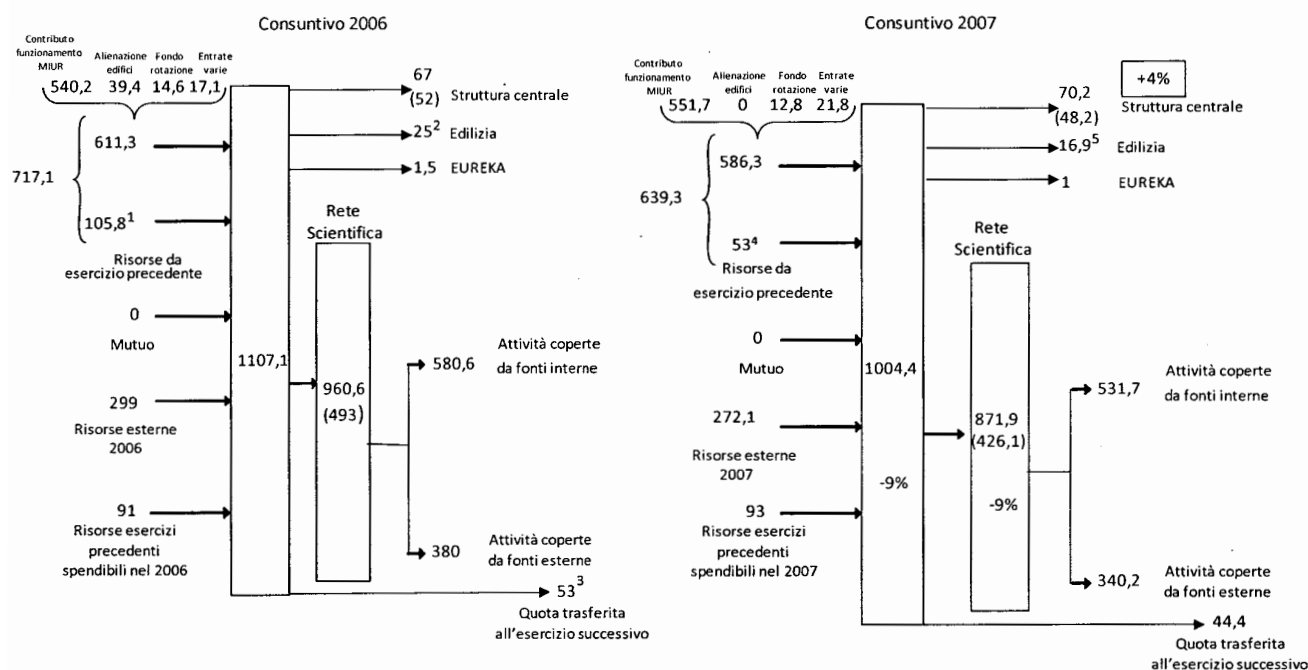 Consuntivo 2006
Contributo
funzionamento
MIUR
Alienazione
edifici
Fondo
rotazione
Entrate
varie
540,2 39,4 14,6 17,1
611,3
717,1
105,8¹
Risorse da
esercizio precedente
0
Mutuo
299
Risorse esterne
2006
91
Risorse esercizi
precedenti
spendibili nel 2006
1107,1
67
(52)
Struttura centrale
25² Edilizia
1,5 EUREKA
Rete
Scientifica
960,6
(493)
580,6
Attività coperte
da fonti interne
380
Attività coperte
da fonti esterne
53³
Quota trasferita
all'esercizio successivo
Consuntivo 2007
Contributo
funzionamento
MIUR
Alienazione
edifici
Fondo
rotazione
Entrate
varie
551,7 0 12,8 21,8
586,3
639,3
53⁴
Risorse da
esercizio precedente
0
Mutuo
272,1
Risorse esterne
2007
93
Risorse esercizi
precedenti
spendibili nel 2007
1004,4
-9%
+4%
70,2
(48,2)
Struttura centrale
16,9⁵ Edilizia
1 EUREKA
Rete
Scientifica
871,9
(426,1)
-9%
531,7
Attività coperte
da fonti interne
340,2
Attività coperte
da fonti esterne
44,4
Quota trasferita
all'esercizio successivo